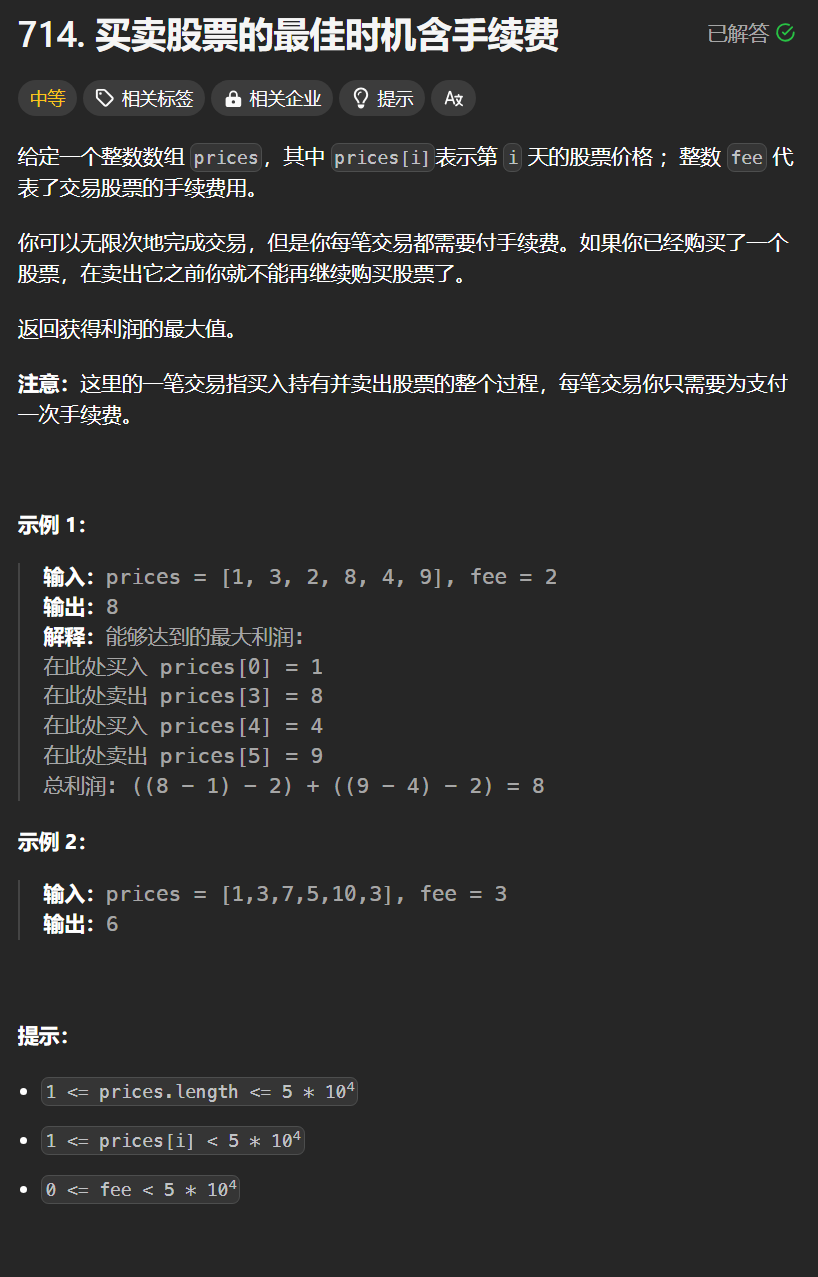 714. 买卖股票的最佳时机含手续费
已解答
中等
相关标签
相关企业
提示
给定一个整数数组 prices，其中 prices[i]表示第 i 天的股票价格 ；整数 fee 代
表了交易股票的手续费用。
你可以无限次地完成交易，但是你每笔交易都需要付手续费。如果你已经购买了一个
股票，在卖出它之前你就不能再继续购买股票了。
返回获得利润的最大值。
注意：这里的一笔交易指买入持有并卖出股票的整个过程，每笔交易你只需要为支付
一次手续费。
示例 1：
输入：prices = [1, 3, 2, 8, 4, 9], fee = 2
输出：8
解释：能够达到的最大利润:
在此处买入 prices[0] = 1
在此处卖出 prices[3] = 8
在此处买入 prices[4] = 4
在此处卖出 prices[5] = 9
总利润: ((8 - 1) - 2) + ((9 - 4) - 2) = 8
示例 2：
输入：prices = [1,3,7,5,10,3], fee = 3
输出：6
提示：
1 <= prices.length <= 5 * 10⁴
1 <= prices[i] < 5 * 10⁴
0 <= fee < 5 * 10⁴